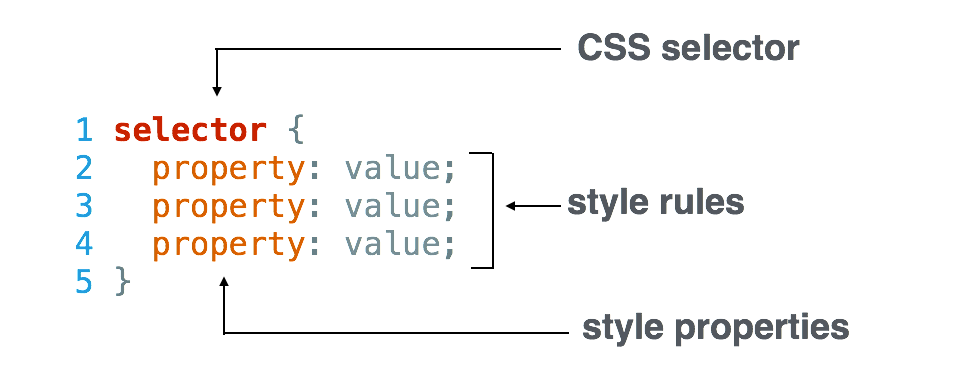 CSS selector
1 selector {
2   property: value;
3   property: value;
style rules
4   property: value;
5 }
style properties